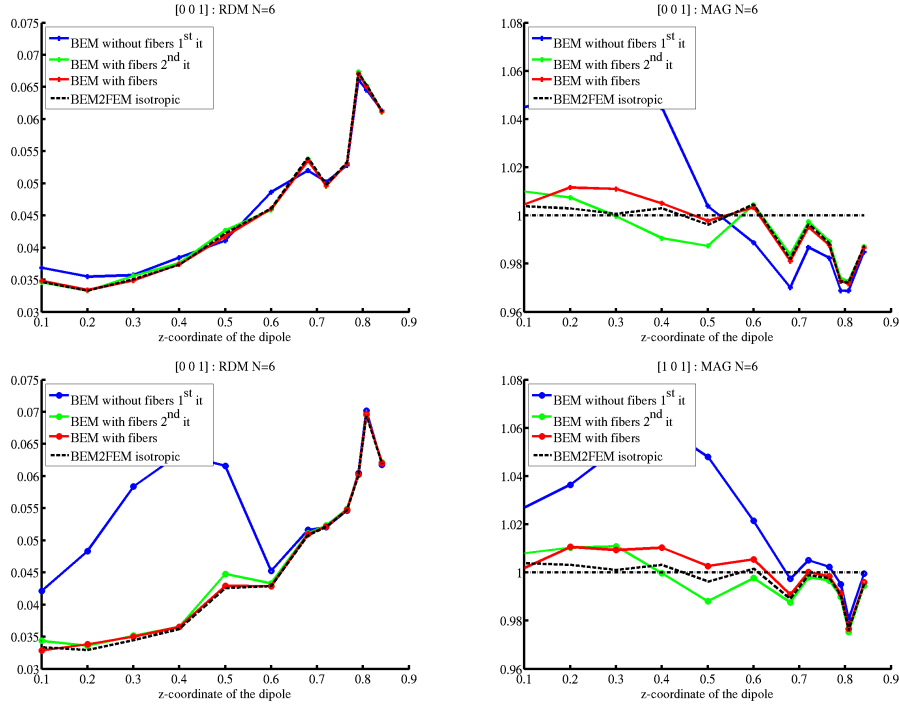 [0 0 1] : RDM N=6
0.075
0.07
0.065
0.06
0.055
0.05
0.045
0.04
0.035
0.03
BEM without fibers 1st it
BEM with fibers 2nd it
BEM with fibers
BEM2FEM isotropic
0.1 0.2 0.3 0.4 0.5 0.6 0.7 0.8 0.9
z-coordinate of the dipole
[0 0 1] : MAG N=6
1.08
1.06
1.04
1.02
1
0.98
0.96
BEM without fibers 1st it
BEM with fibers 2nd it
BEM with fibers
BEM2FEM isotropic
0.1 0.2 0.3 0.4 0.5 0.6 0.7 0.8 0.9
z-coordinate of the dipole
[0 0 1] : RDM N=6
0.075
0.07
0.065
0.06
0.055
0.05
0.045
0.04
0.035
0.03
BEM without fibers 1st it
BEM with fibers 2nd it
BEM with fibers
BEM2FEM isotropic
0.1 0.2 0.3 0.4 0.5 0.6 0.7 0.8 0.9
z-coordinate of the dipole
[1 0 1] : MAG N=6
1.08
1.06
1.04
1.02
1
0.98
0.96
BEM without fibers 1st it
BEM with fibers 2nd it
BEM with fibers
BEM2FEM isotropic
0.1 0.2 0.3 0.4 0.5 0.6 0.7 0.8 0.9
z-coordinate of the dipole